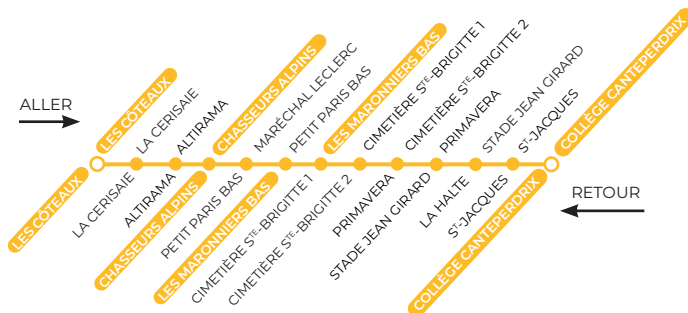 ALLER
LES CÔTEAUX
LA CERISAIE
ALTIRAMA
CHASSEURS ALPINS
MARÉCHAL LECLERC
PETIT PARIS BAS
LES MARONNIERS BAS
CIMETIÈRE STE-BRIGITTE 1
CIMETIÈRE STE-BRIGITTE 2
PRIMAVERA
STADE JEAN GIRARD
ST-JACQUES
COLLÈGE CANTEPERDRIX
RETOUR
LES CÔTEAUX
LA CERISAIE
ALTIRAMA
CHASSEURS ALPINS
PETIT PARIS BAS
LES MARONNIERS BAS
CIMETIÈRE STE-BRIGITTE 1
CIMETIÈRE STE-BRIGITTE 2
PRIMAVERA
STADE JEAN GIRARD
LA HALTE
ST-JACQUES
COLLÈGE CANTEPERDRIX